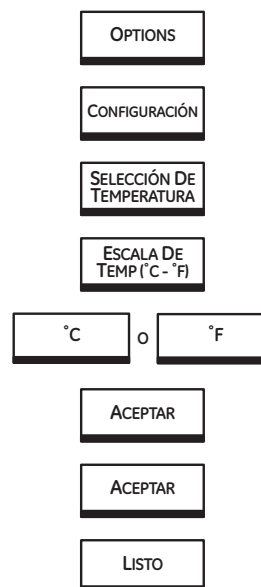 OPTIONS
CONFIGURACIÓN
SELECCIÓN DE
TEMPERATURA
ESCALA DE
TEMP (˚C - ˚F)
˚C o ˚F
ACEPTAR
ACEPTAR
LISTO